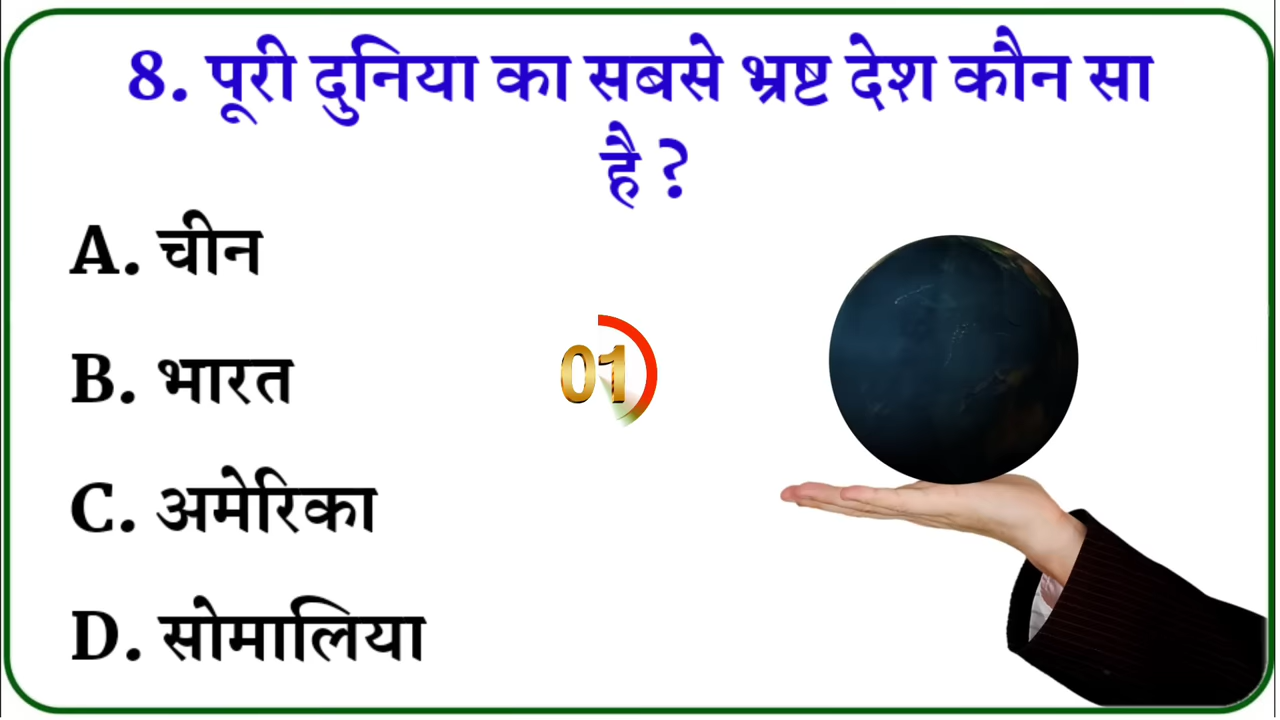 8. पूरी दुनिया का सबसे भ्रष्ट देश कौन सा
है ?
A. चीन
B. भारत
01
C. अमेरिका
D. सोमालिया